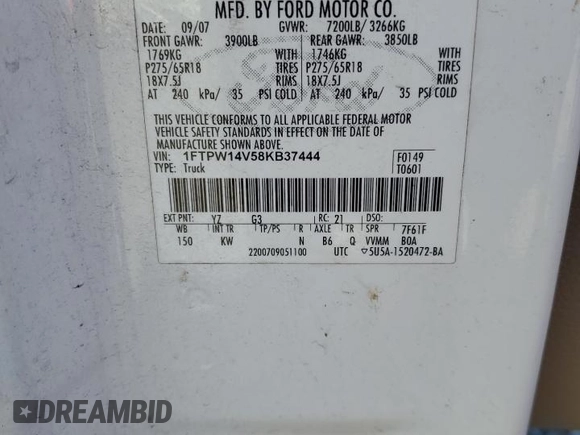 MFD. BY FORD MOTOR CO.
DATE: 09/07 GVWR: 7200LB/ 3266KG
FRONT GAWR: 3900LB REAR GAWR: 3850LB
1769KG WITH 1746KG WITH
P275/65R18 TIRES P275/65R18 TIRES
18X7.5J RIMS 18X7.5J RIMS
AT 240 kPa/ 35 PSI COLD AT 240 kPa/ 35 PSI COLD
THIS VEHICLE CONFORMS TO ALL APPLICABLE FEDERAL MOTOR
VEHICLE SAFETY STANDARDS IN EFFECT ON THE DATE OF
MANUFACTURE SHOWN ABOVE.
VIN: 1FTPW14V58KB37444 F0149
TYPE: Truck T0601
EXT PNT: YZ G3 RC: 21 DSO:
WB INT TR TP/PS R AXLE TR SPR 7F61F
150 KW N B6 Q VVMM B0A
2200709051100 UTC ▽5U5A-1520472-BA
DREAMBID